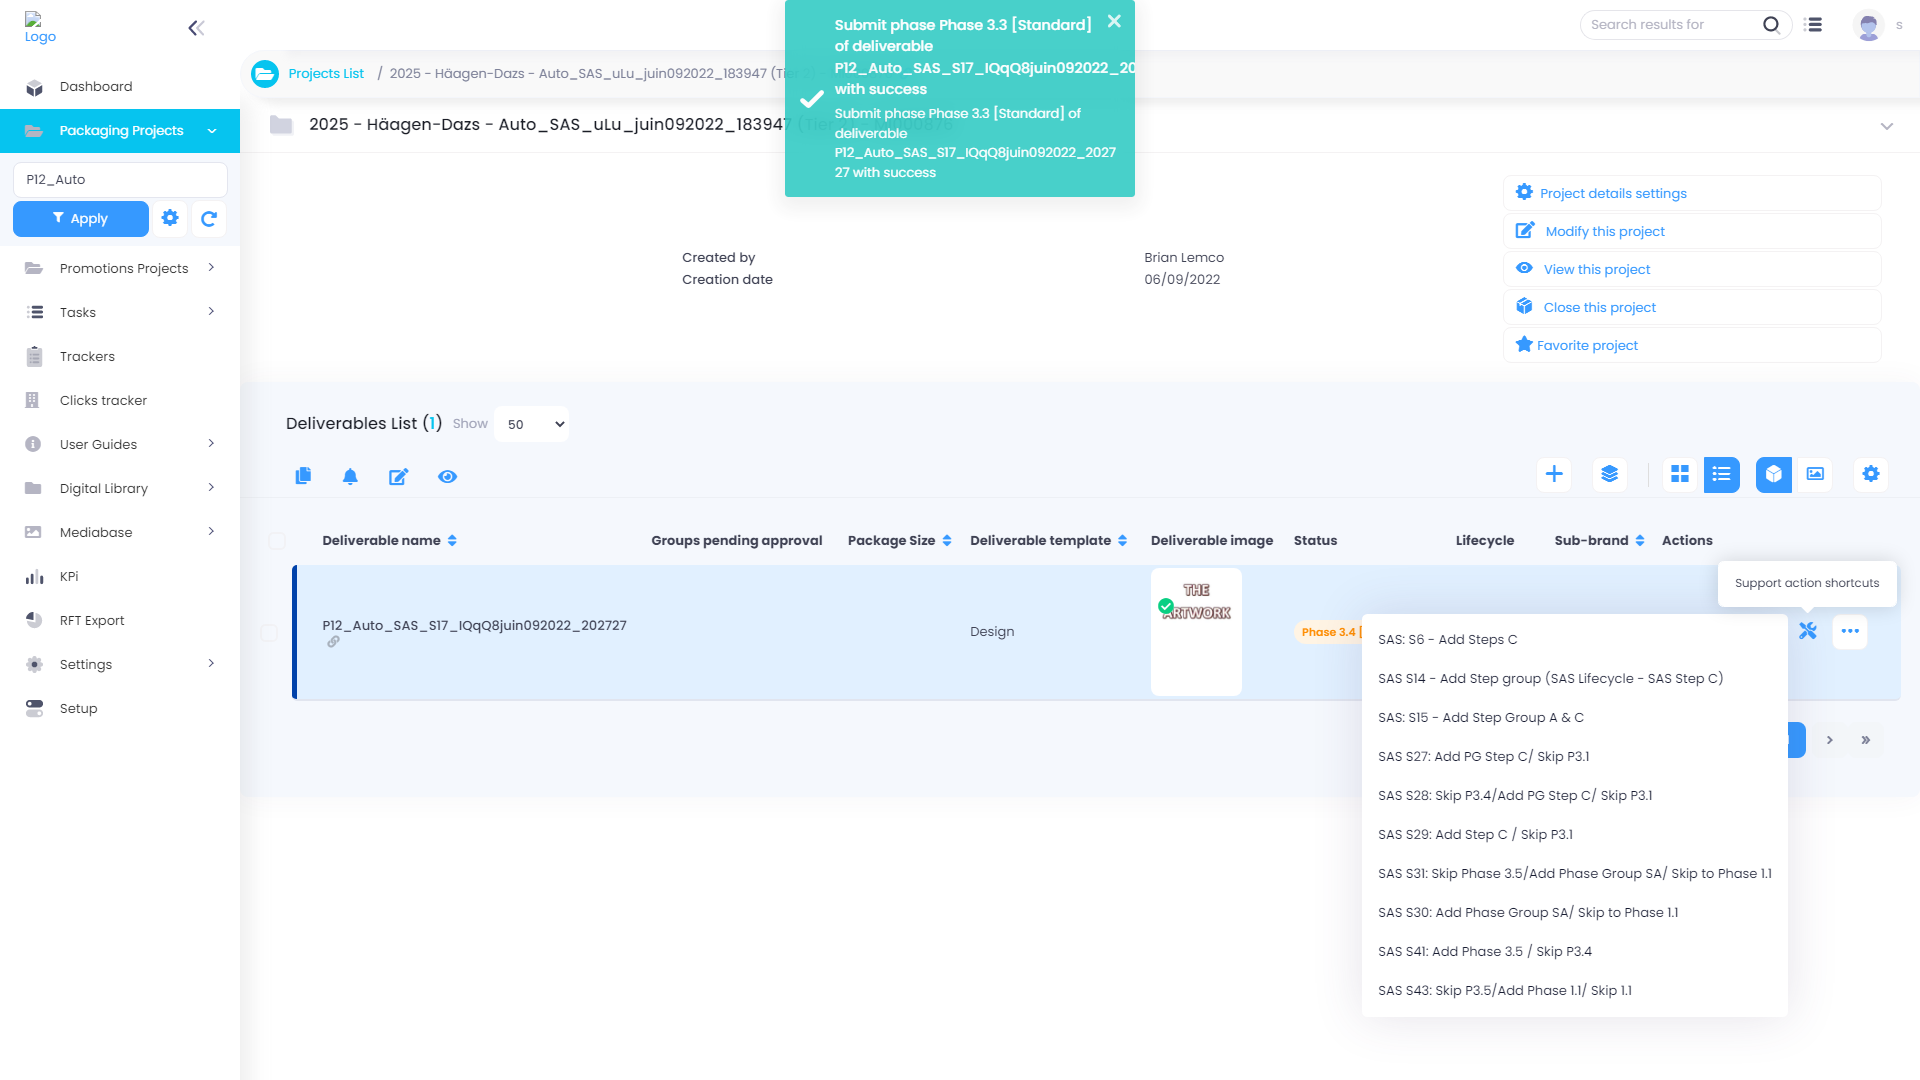 Logo
Dashboard
Packaging Projects
P12_Auto
Apply
Promotions Projects
Tasks
Trackers
Clicks tracker
User Guides
Digital Library
Mediabase
KPi
RFT Export
Settings
Setup
Submit phase Phase 3.3 [Standard]
of deliverable
P12_Auto_SAS_S17_IQqQ8juin092022_20
with success
Submit phase Phase 3.3 [Standard] of
deliverable
P12_Auto_SAS_S17_IQqQ8juin092022_2027
27 with success
Search results for
s
Projects List / 2025 - Häagen-Dazs - Auto_SAS_uLu_juin092022_183947 (Tier
2025 - Häagen-Dazs - Auto_SAS_uLu_juin092022_183947 (Tier
Created by
Brian Lemco
Creation date
06/09/2022
Project details settings
Modify this project
View this project
Close this project
Favorite project
Deliverables List (1) Show 50
Deliverable name Groups pending approval Package Size Deliverable template Deliverable image Status Lifecycle Sub-brand Actions
Support action shortcuts
P12_Auto_SAS_S17_IQqQ8juin092022_202727
Design
THE
ARTWORK
Phase 3.4 [
SAS: S6 - Add Steps C
SAS S14 - Add Step group (SAS Lifecycle - SAS Step C)
SAS: S15 - Add Step Group A & C
SAS S27: Add PG Step C/ Skip P3.1
SAS S28: Skip P3.4/Add PG Step C/ Skip P3.1
SAS S29: Add Step C / Skip P3.1
SAS S31: Skip Phase 3.5/Add Phase Group SA/ Skip to Phase 1.1
SAS S30: Add Phase Group SA/ Skip to Phase 1.1
SAS S41: Add Phase 3.5 / Skip P3.4
SAS S43: Skip P3.5/Add Phase 1.1/ Skip 1.1